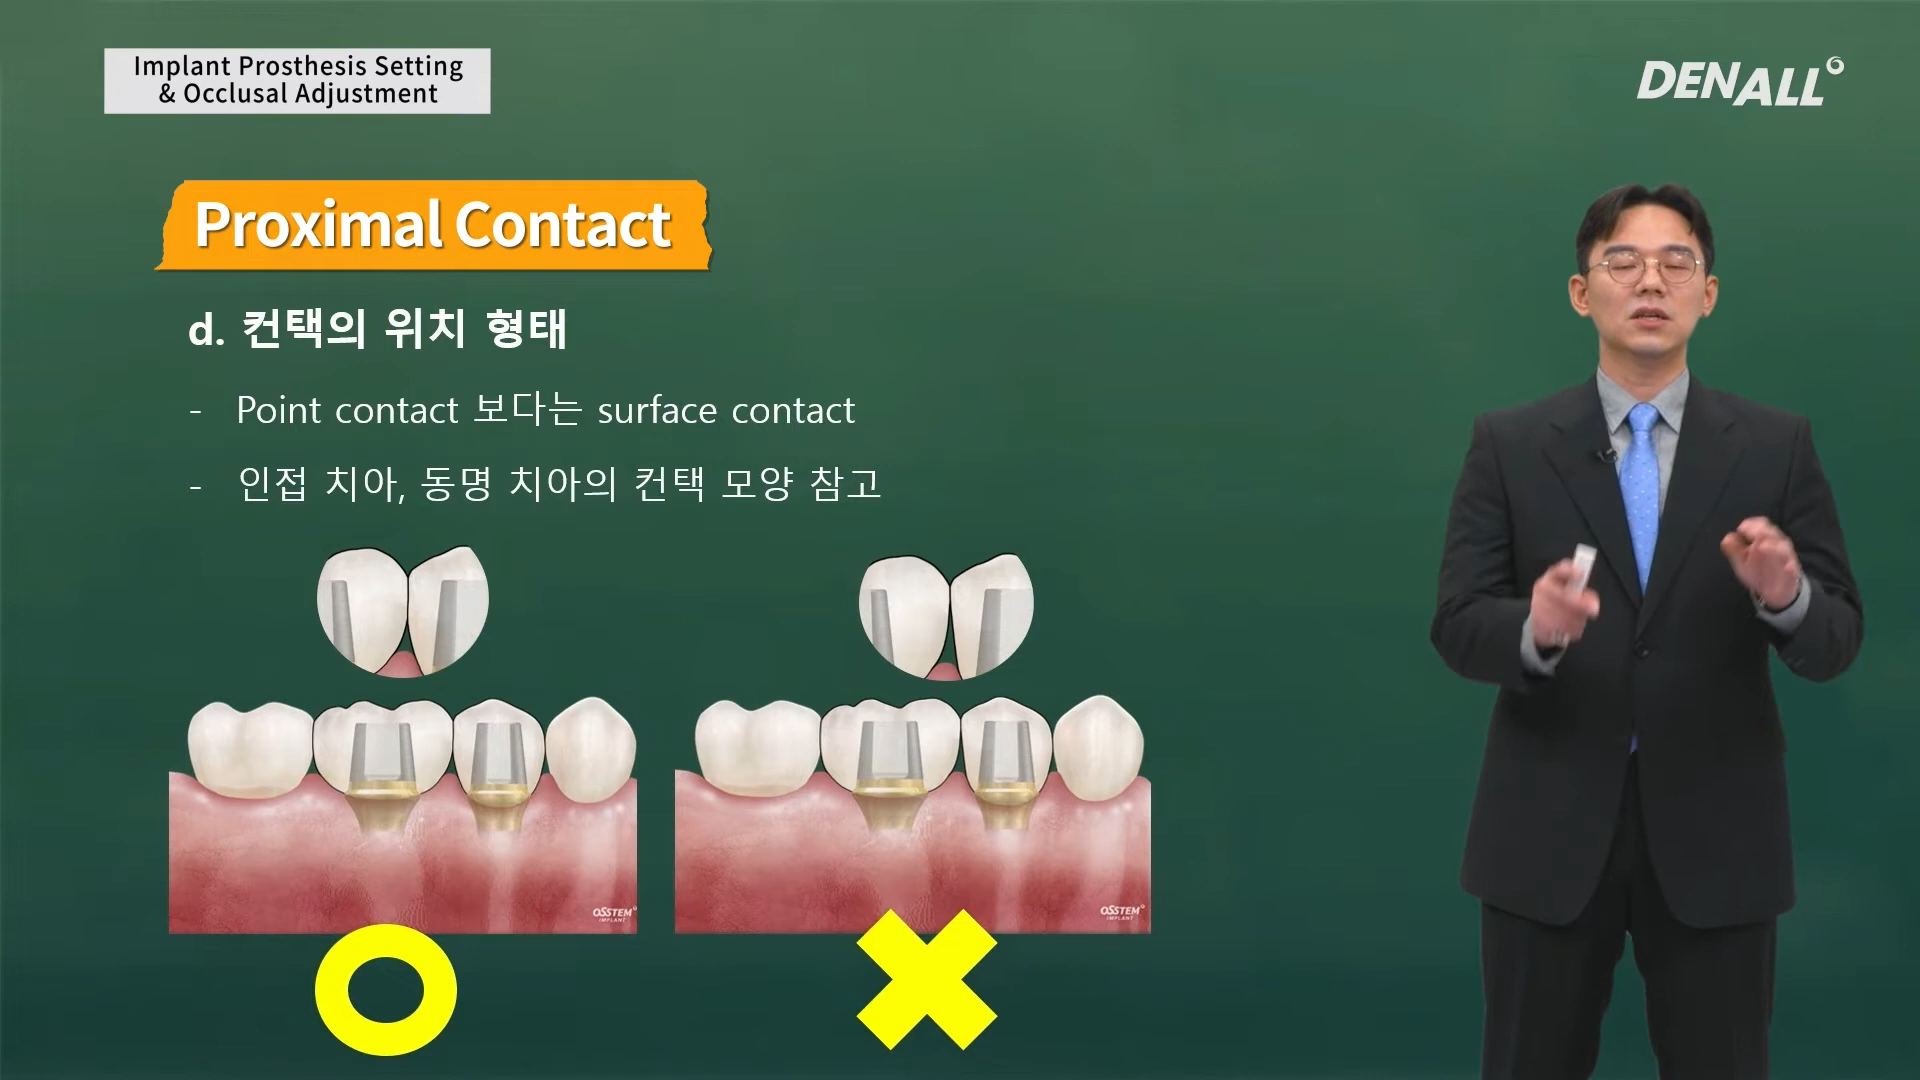 Implant Prosthesis Setting
& Occlusal Adjustment
DENALL
Proximal Contact
d. 컨택의 위치 형태
- Point contact 보다는 surface contact
- 인접 치아, 동명 치아의 컨택 모양 참고
OSSTEM
IMPLANT
OSSTEM
IMPLANT